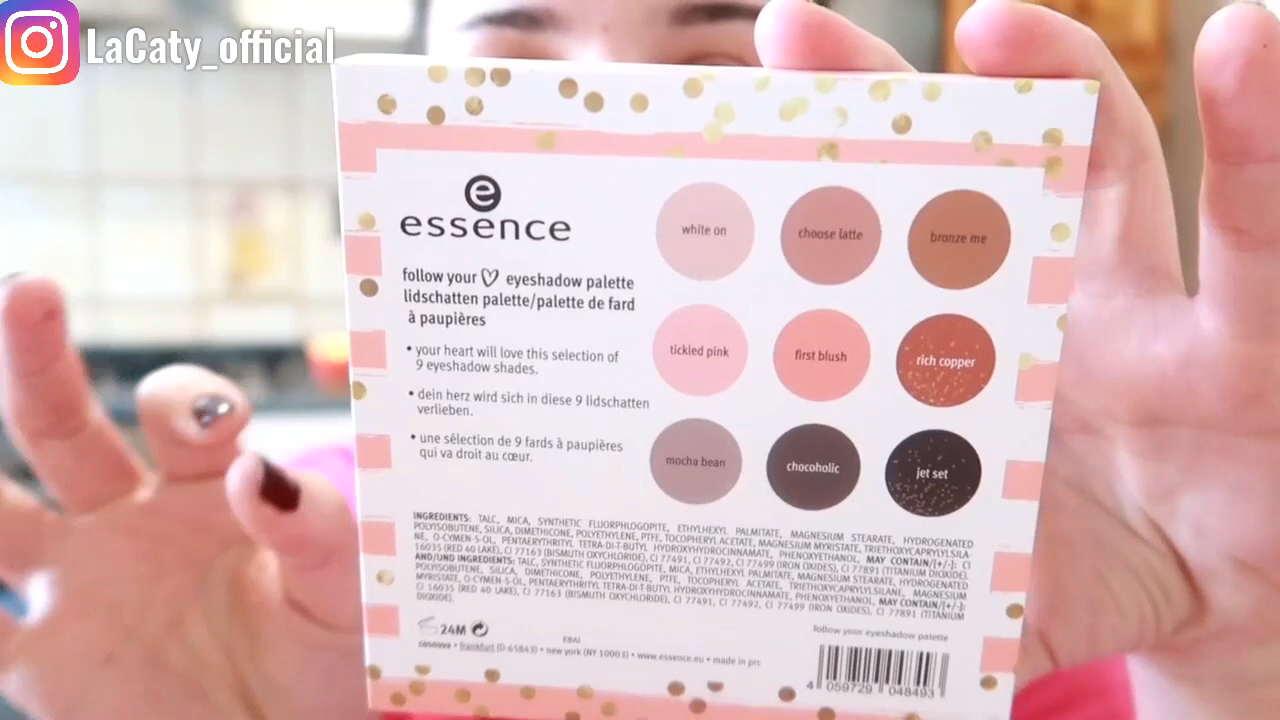 LaCaty_official
e
essence
follow your ♡ eyeshadow palette
lidschatten palette/palette de fard
à paupières
• your heart will love this selection of
9 eyeshadow shades.
• dein herz wird sich in diese 9 lidschatten
verlieben.
• une sélection de 9 fards à paupières
qui va droit au cœur.
white on
choose latte
bronze me
tickled pink
first blush
rich copper
mocha bean
chocoholic
jet set
INGREDIENTS: TALC, MICA, SYNTHETIC FLUORPHLOGOPITE, ETHYLHEXYL PALMITATE, MAGNESIUM STEARATE, HYDROGENATED
POLYISOBUTENE, SILICA, DIMETHICONE, POLYETHYLENE, PTFE, TOCOPHERYL ACETATE, MAGNESIUM MYRISTATE, TRIETHOXYCAPRYLYLSILA-
NE, O-CYMEN-5-OL, PENTAERYTHRITYL TETRA-DI-T-BUTYL HYDROXYHYDROCINNAMATE, PHENOXYETHANOL, MAY CONTAIN/[+/-]: CI
16035 (RED 40 LAKE), CI 77163 (BISMUTH OXYCHLORIDE), CI 77491, CI 77492, CI 77499 (IRON OXIDES), CI 77891 (TITANIUM DIOXIDE).
AND/UND INGREDIENTS: TALC, SYNTHETIC FLUORPHLOGOPITE, MICA, ETHYLHEXYL PALMITATE, MAGNESIUM STEARATE, HYDROGENATED
POLYISOBUTENE, SILICA, DIMETHICONE, POLYETHYLENE, PTFE, TOCOPHERYL ACETATE, TRIETHOXYCAPRYLYLSILANE, MAGNESIUM
MYRISTATE, O-CYMEN-5-OL, PENTAERYTHRITYL TETRA-DI-T-BUTYL HYDROXYHYDROCINNAMATE, PHENOXYETHANOL, MAY CONTAIN/[+/-]:
CI 16035 (RED 40 LAKE), CI 77163 (BISMUTH OXYCHLORIDE), CI 77491, CI 77492, CI 77499 (IRON OXIDES), CI 77891 (TITANIUM
DIOXIDE).
24M
EBAI
cosnova • frankfurt (D-65843) • new york (NY 10003) • www.essence.eu • made in prc
follow your eyeshadow palette
4 059729 048493